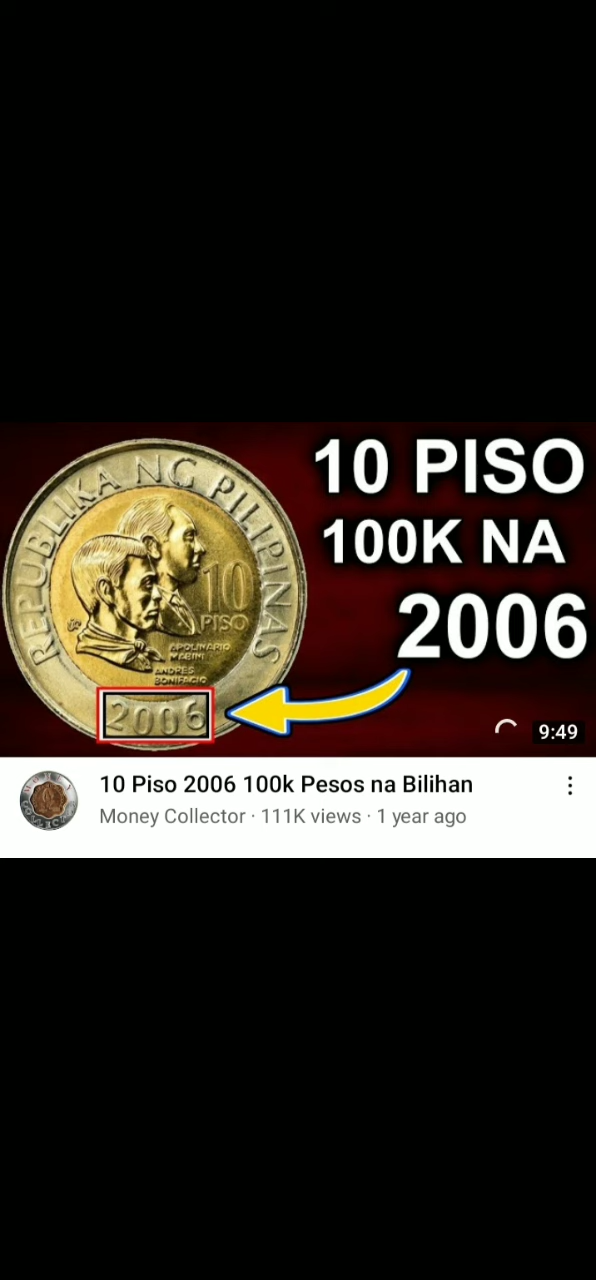 REPUBLIKA NG PILIPINAS
10
PISO
APOLINARIO
MABINI
ANDRES
BONIFACIO
2006
10 PISO
100K NA
2006
9:49
10 Piso 2006 100k Pesos na Bilihan
Money Collector · 111K views · 1 year ago